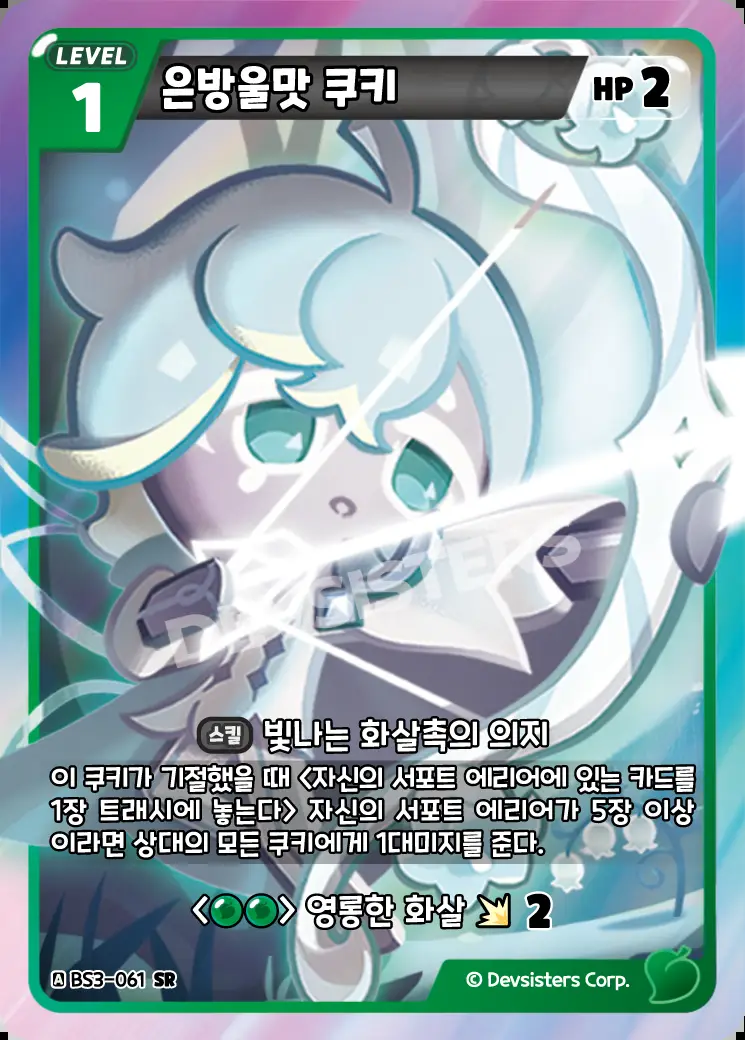 LEVEL
1
은방울맛 쿠키
HP 2
DEVSISTERS
스킬 빛나는 화살촉의 의지
이 쿠키가 기절했을 때 <자신의 서포트 에리어에 있는 카드를
1장 트래시에 놓는다> 자신의 서포트 에리어가 5장 이상
이라면 상대의 모든 쿠키에게 1대미지를 준다.
< > 영롱한 화살 2
A BS3-061 SR
© Devsisters Corp.